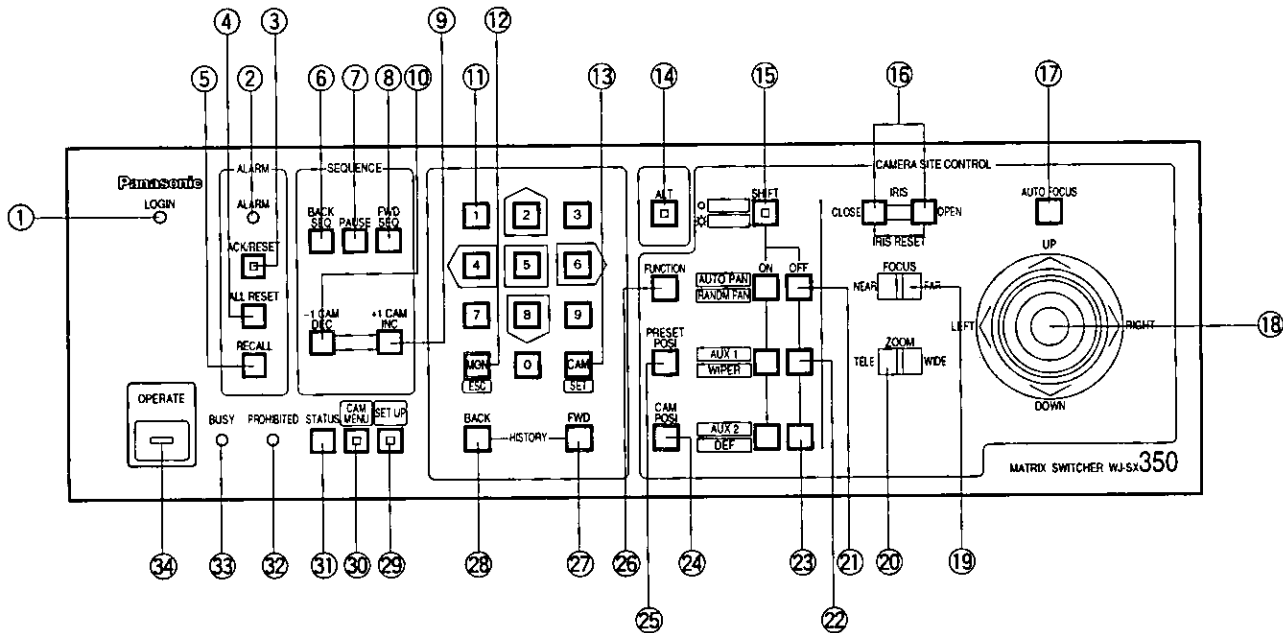 ④ ③ ⑨ ⑫
⑤ ② ⑥ ⑦ ⑧ ⑩ ⑪ ⑬ ⑭ ⑮ ⑯ ⑰
Panasonic
① LOGIN
ALARM
ALARM
ACK/RESET
ALL RESET
RECALL
SEQUENCE
BACK SEQ
PAUSE
FWD SEQ
-1 CAM DEC
+1 CAM INC
1 2 3
4 5 6
7 8 9
MON 0 CAM
ESC SET
BACK HISTORY FWD
ALT
SHIFT
CAMERA SITE CONTROL
FUNCTION
PRESET POSI
CAM POSI
ON OFF
AUTO PAN
RANDM PAN
AUX 1
WIPER
AUX 2
DEF
IRIS
CLOSE OPEN
IRIS RESET
FOCUS
NEAR FAR
ZOOM
TELE WIDE
AUTO FOCUS
UP
LEFT RIGHT
DOWN
⑱
OPERATE
BUSY
PROHIBITED
STATUS
CAM MENU
SET UP
MATRIX SWITCHER WJ-SX350
㉞ ㉝ ㉜ ㉛ ㉚ ㉙ ㉘ ㉗ ㉖ ㉔ ㉓ ㉑ ⑳ ⑲
㉕ ㉒